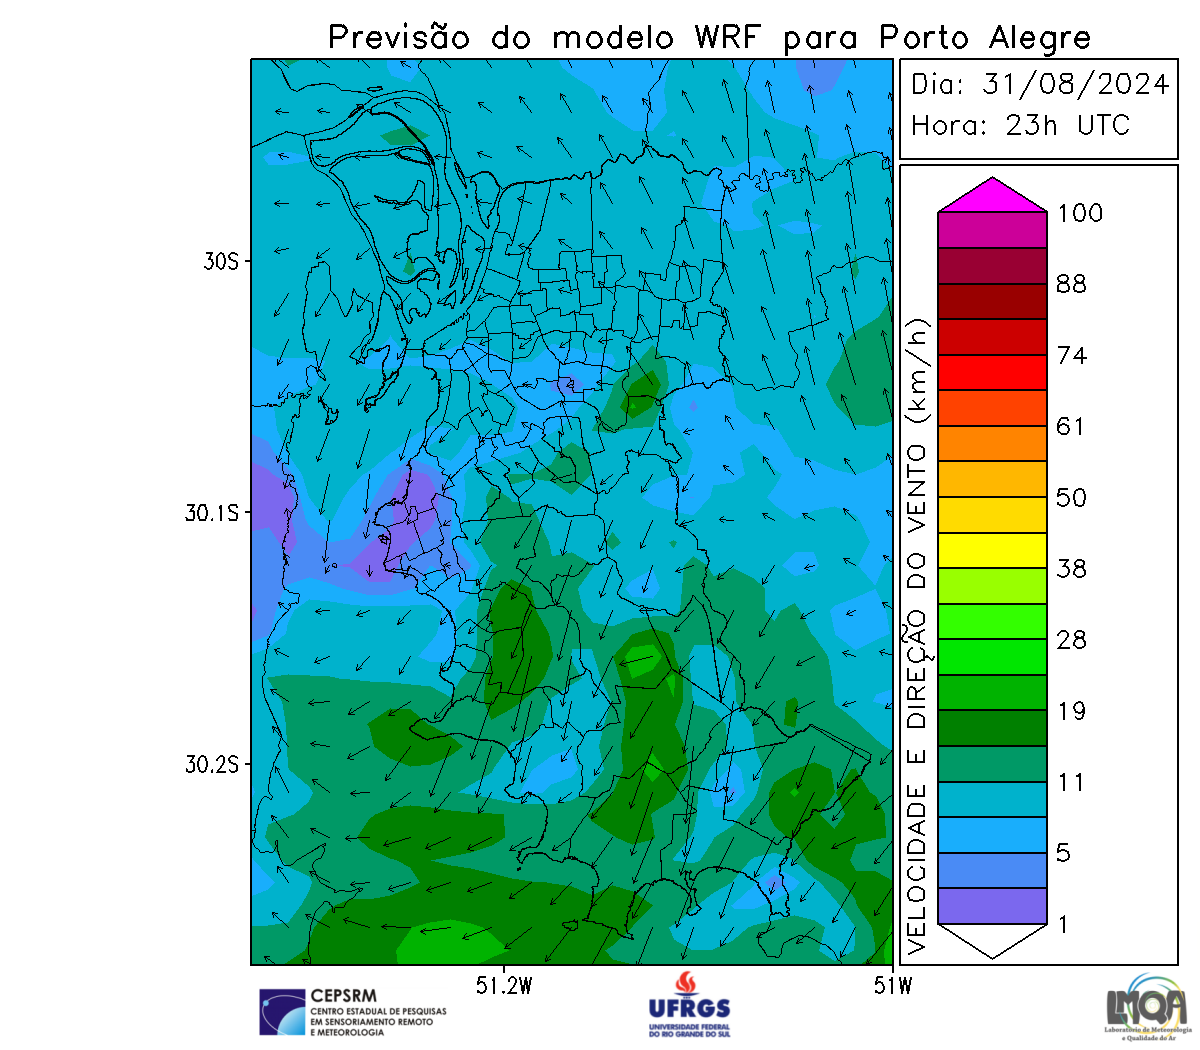 Previsão do modelo WRF para Porto Alegre
Dia: 31/08/2024
Hora: 23h UTC
30S
30.1S
30.2S
51.2W
51W
VELOCIDADE E DIREÇÃO DO VENTO (km/h)
100
88
74
61
50
38
28
19
11
5
1
CEPSRM
CENTRO ESTADUAL DE PESQUISAS
EM SENSORIAMENTO REMOTO
E METEOROLOGIA
UFRGS
UNIVERSIDADE FEDERAL
DO RIO GRANDE DO SUL
LMQA
Laboratório de Meteorologia
e Qualidade do Ar